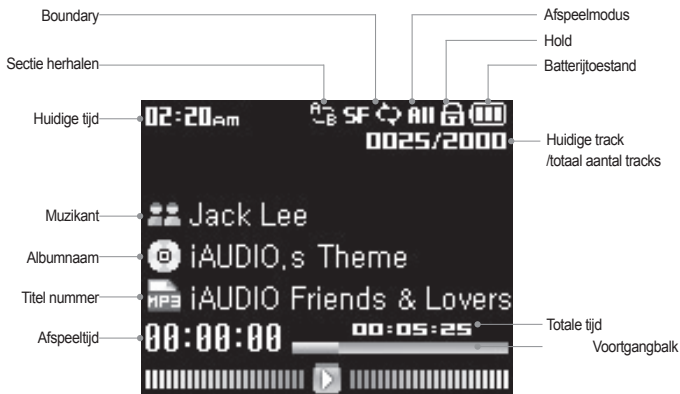 Boundary
Afspeelmodus
Hold
Sectie herhalen
Batterijtoestand
Huidige tijd
02:20AM
A B SF All
0025/2000
Huidige track
/totaal aantal tracks
Muzikant
Jack Lee
Albumnaam
iAUDIO,s Theme
Titel nummer
MP3
iAUDIO Friends & Lovers
Afspeeltijd
00:00:00
00:05:25
Totale tijd
Voortgangbalk